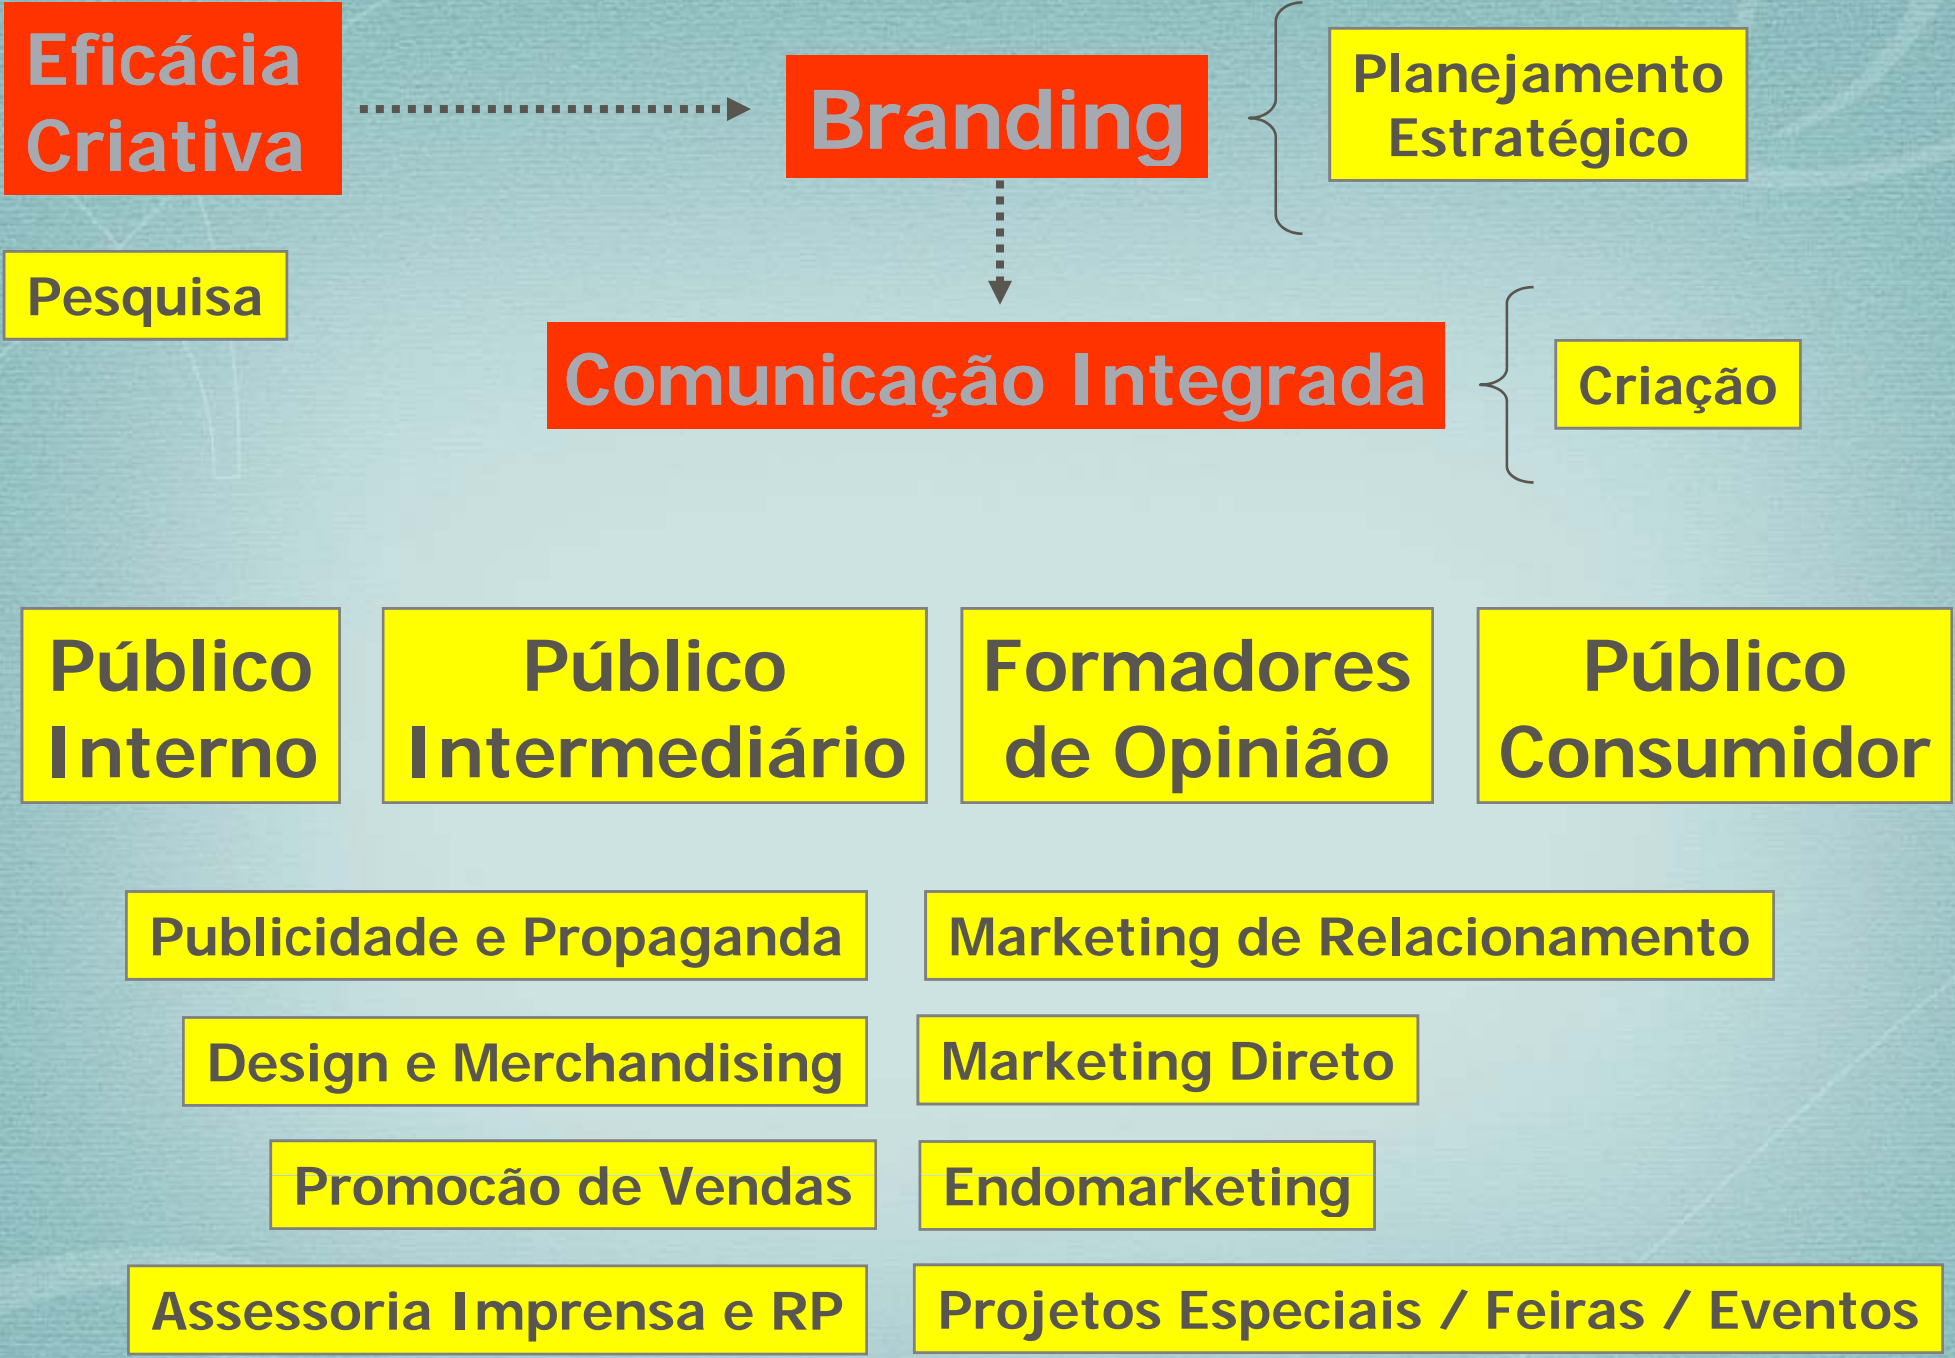 Eficácia
Criativa
Branding
Planejamento
Estratégico
Pesquisa
Comunicação Integrada
Criação
Público
Interno
Público
Intermediário
Formadores
de Opinião
Público
Consumidor
Publicidade e Propaganda
Marketing de Relacionamento
Design e Merchandising
Marketing Direto
Promocão de Vendas
Endomarketing
Assessoria Imprensa e RP
Projetos Especiais / Feiras / Eventos